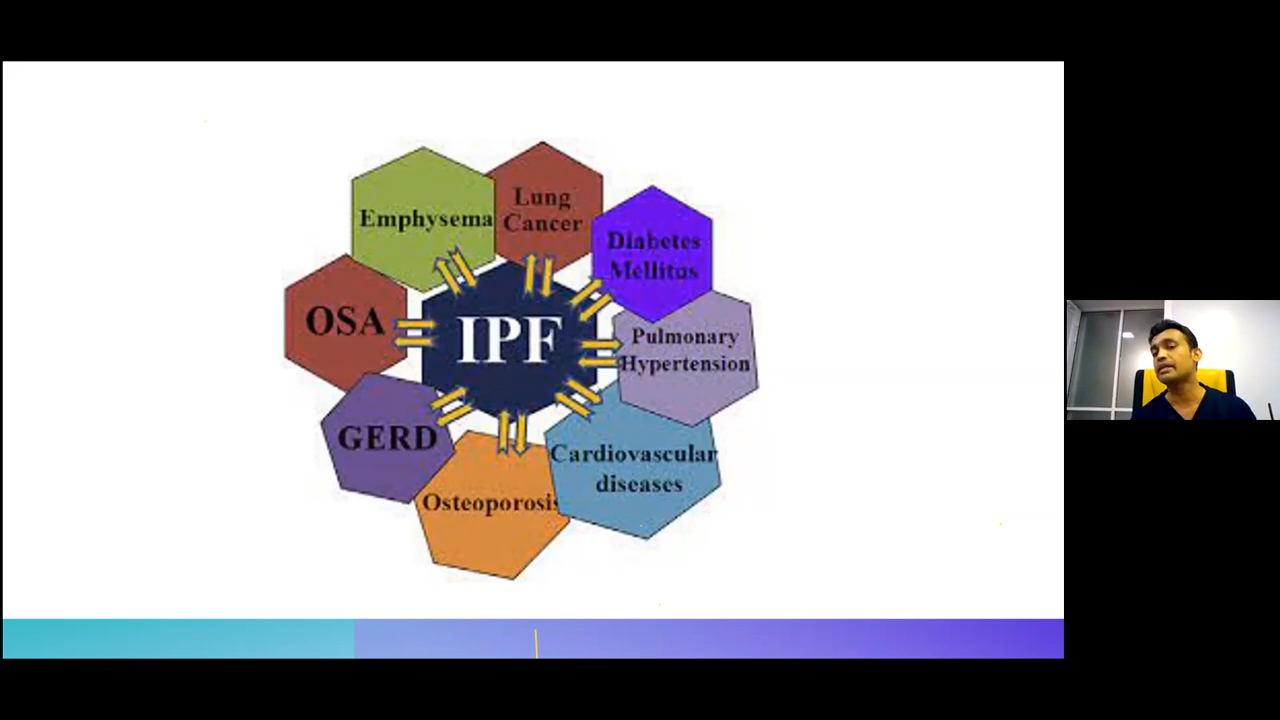 Emphysema
Lung
Cancer
Diabetes
Mellitus
OSA
IPF
Pulmonary
Hypertension
GERD
Cardiovascular
diseases
Osteoporosis